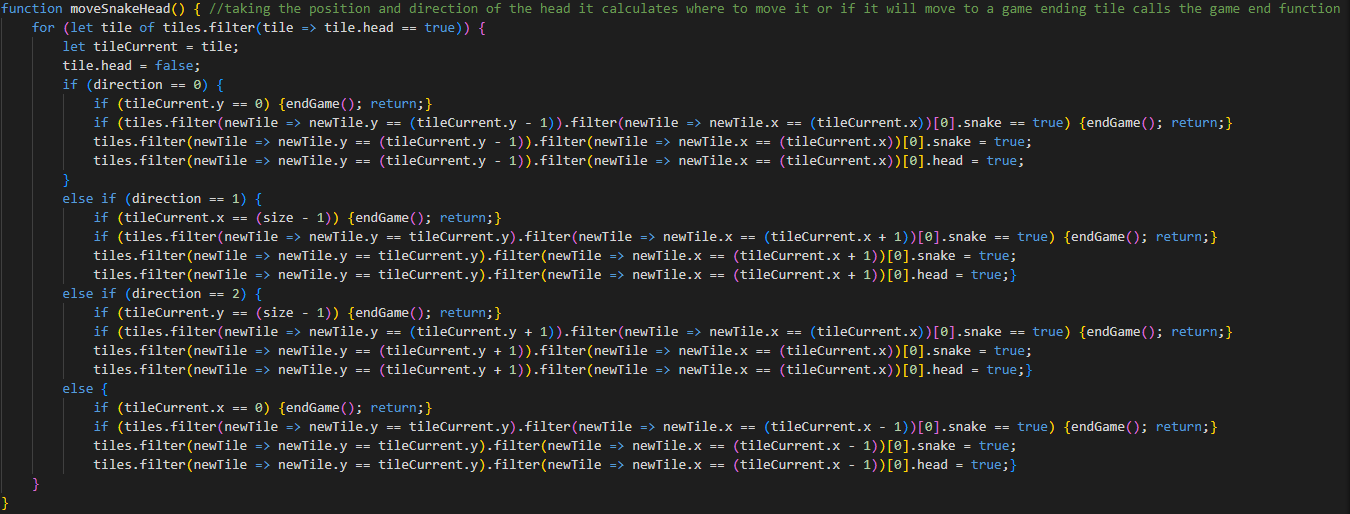 function moveSnakeHead() { //taking the position and direction of the head it calculates where to move it or if it will move to a game ending tile calls the game end function
    for (let tile of tiles.filter(tile => tile.head == true)) {
        let tileCurrent = tile;
        tile.head = false;
        if (direction == 0) {
            if (tileCurrent.y == 0) {endGame(); return;}
            if (tiles.filter(newTile => newTile.y == (tileCurrent.y - 1)).filter(newTile => newTile.x == (tileCurrent.x))[0].snake == true) {endGame(); return;}
            tiles.filter(newTile => newTile.y == (tileCurrent.y - 1)).filter(newTile => newTile.x == (tileCurrent.x))[0].snake = true;
            tiles.filter(newTile => newTile.y == (tileCurrent.y - 1)).filter(newTile => newTile.x == (tileCurrent.x))[0].head = true;
        }
        else if (direction == 1) {
            if (tileCurrent.x == (size - 1)) {endGame(); return;}
            if (tiles.filter(newTile => newTile.y == tileCurrent.y).filter(newTile => newTile.x == (tileCurrent.x + 1))[0].snake == true) {endGame(); return;}
            tiles.filter(newTile => newTile.y == tileCurrent.y).filter(newTile => newTile.x == (tileCurrent.x + 1))[0].snake = true;
            tiles.filter(newTile => newTile.y == tileCurrent.y).filter(newTile => newTile.x == (tileCurrent.x + 1))[0].head = true;}
        else if (direction == 2) {
            if (tileCurrent.y == (size - 1)) {endGame(); return;}
            if (tiles.filter(newTile => newTile.y == (tileCurrent.y + 1)).filter(newTile => newTile.x == (tileCurrent.x))[0].snake == true) {endGame(); return;}
            tiles.filter(newTile => newTile.y == (tileCurrent.y + 1)).filter(newTile => newTile.x == (tileCurrent.x))[0].snake = true;
            tiles.filter(newTile => newTile.y == (tileCurrent.y + 1)).filter(newTile => newTile.x == (tileCurrent.x))[0].head = true;}
        else {
            if (tileCurrent.x == 0) {endGame(); return;}
            if (tiles.filter(newTile => newTile.y == tileCurrent.y).filter(newTile => newTile.x == (tileCurrent.x - 1))[0].snake == true) {endGame(); return;}
            tiles.filter(newTile => newTile.y == tileCurrent.y).filter(newTile => newTile.x == (tileCurrent.x - 1))[0].snake = true;
            tiles.filter(newTile => newTile.y == tileCurrent.y).filter(newTile => newTile.x == (tileCurrent.x - 1))[0].head = true;}
    }
}